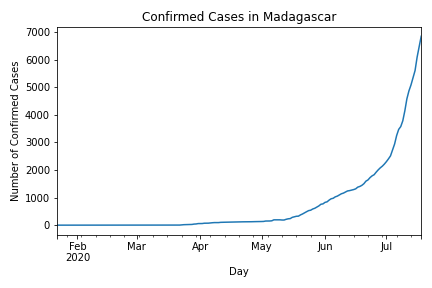 Confirmed Cases in Madagascar
Number of Confirmed Cases
7000
6000
5000
4000
3000
2000
1000
0
Feb Mar Apr May Jun Jul
2020
Day